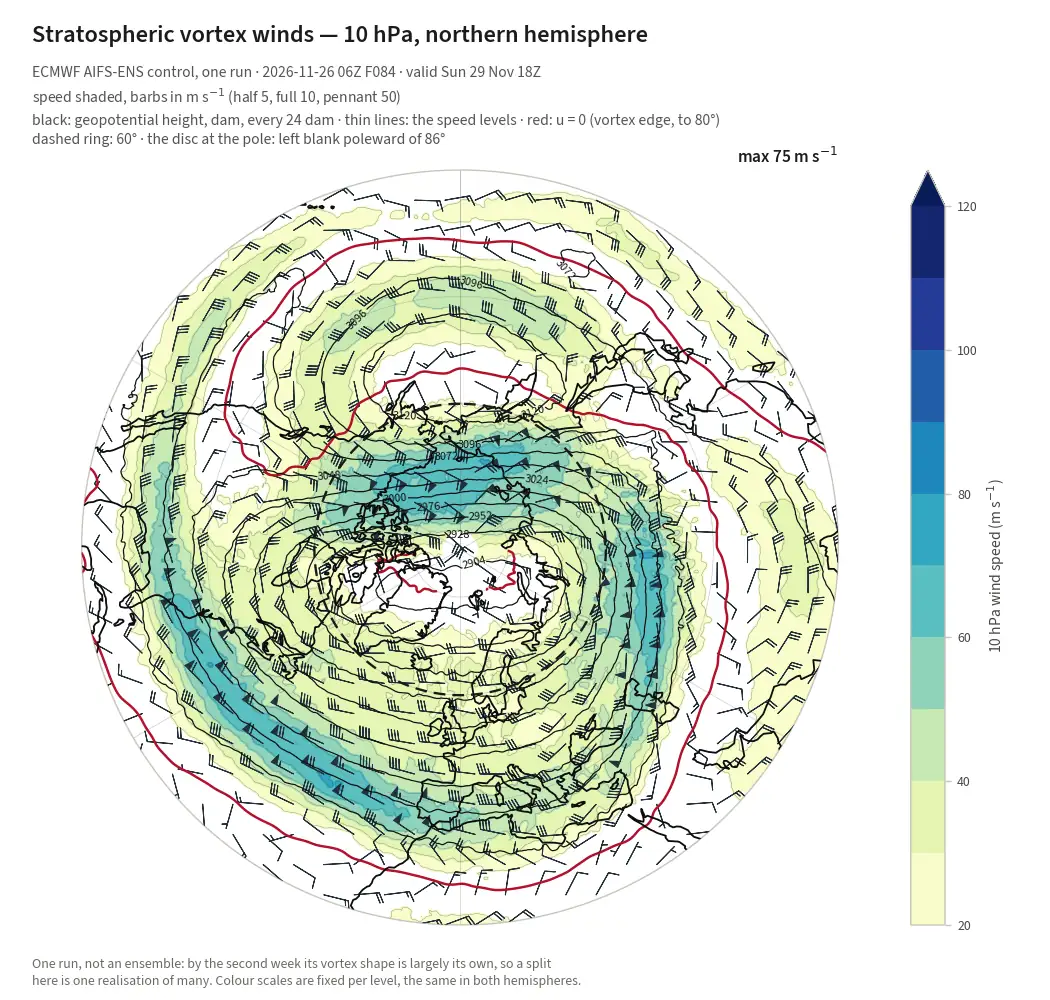 Stratospheric vortex winds — 10 hPa, northern hemisphere
ECMWF AIFS-ENS control, one run · 2026-11-26 06Z F084 · valid Sun 29 Nov 18Z
speed shaded, barbs in m s⁻¹ (half 5, full 10, pennant 50)
black: geopotential height, dam, every 24 dam · thin lines: the speed levels · red: u = 0 (vortex edge, to 80°)
dashed ring: 60° · the disc at the pole: left blank poleward of 86°
max 75 m s⁻¹
120
100
80
60
40
20
10 hPa wind speed (m s⁻¹)
3096
3096
3120
3096
3072
3048
3024
3000
2976
2952
2928
2904
One run, not an ensemble: by the second week its vortex shape is largely its own, so a split
here is one realisation of many. Colour scales are fixed per level, the same in both hemispheres.